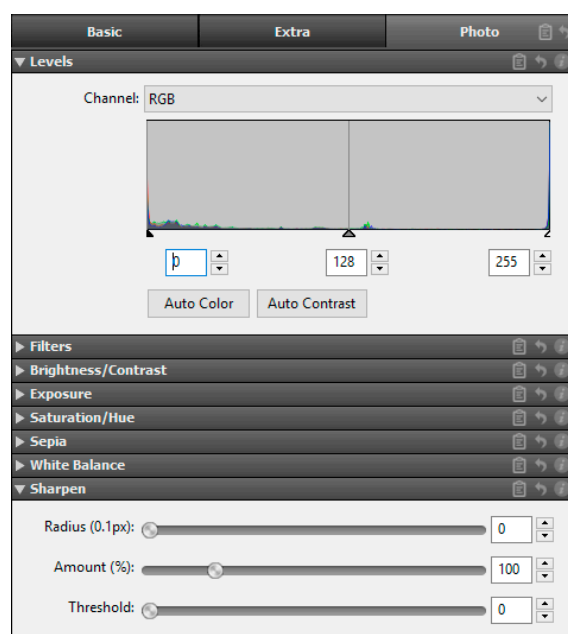 Basic Extra Photo
Levels
Channel: RGB
0 128 255
Auto Color Auto Contrast
Filters
Brightness/Contrast
Exposure
Saturation/Hue
Sepia
White Balance
Sharpen
Radius (0.1px): 0
Amount (%): 100
Threshold: 0